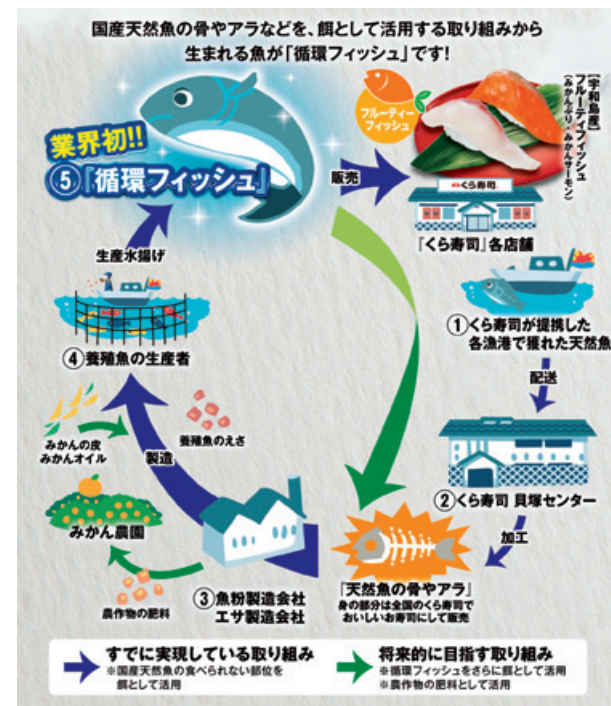 国産天然魚の骨やアラなどを、餌として活用する取り組みから
生まれる魚が「循環フィッシュ」です!
業界初!!
⑤『循環フィッシュ』
フルーティー
フィッシュ
【宇和島産】
フルーティフィッシュ
(みかんぶり・みかんサーモン)
販売
くら寿司
『くら寿司』各店舗
生産水揚げ
①くら寿司が提携した
各漁港で獲れた天然魚
④養殖魚の生産者
配送
みかんの皮
みかんオイル
養殖魚のえさ
製造
②くら寿司 貝塚センター
みかん農園
加工
農作物の肥料
③魚粉製造会社
エサ製造会社
『天然魚の骨やアラ』
身の部分は全国のくら寿司で
おいしいお寿司にして販売
すでに実現している取り組み
※国産天然魚の食べられない部位を
餌として活用
将来的に目指す取り組み
※循環フィッシュをさらに餌として活用
※農作物の肥料として活用